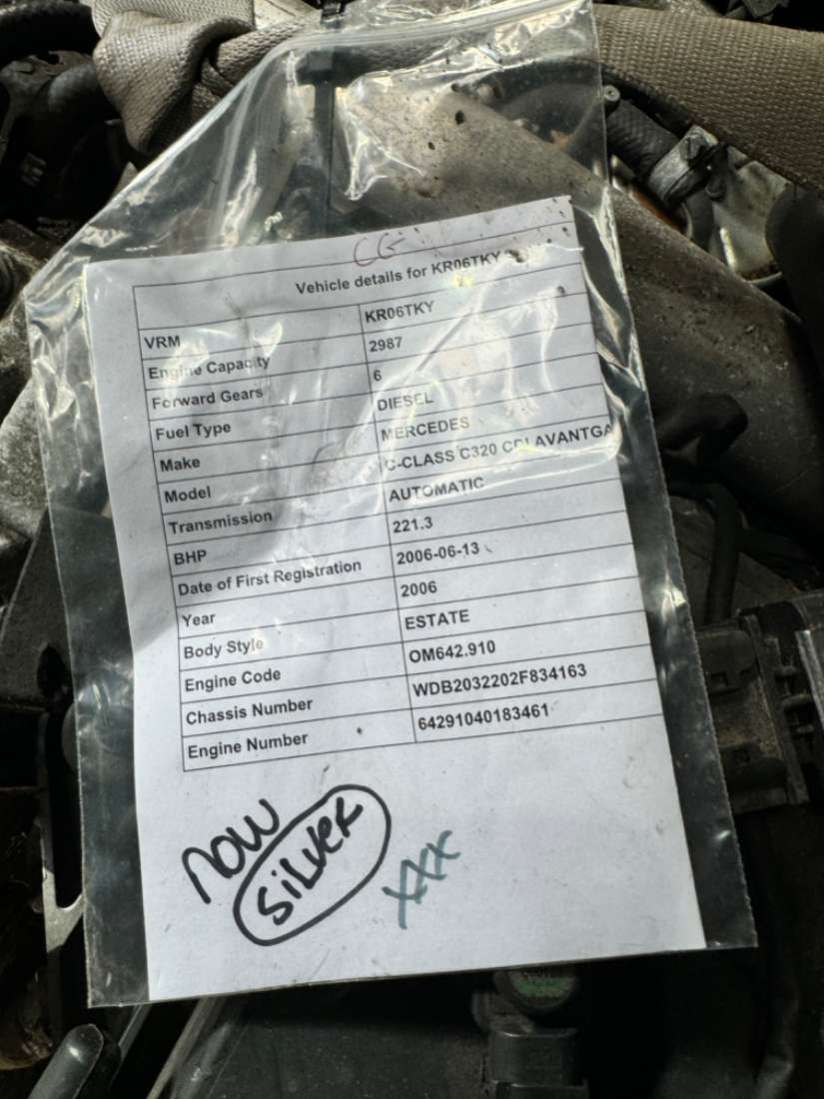 CG
Vehicle details for KR06TKY
VRM KR06TKY
Engine Capacity 2987
Forward Gears 6
Fuel Type DIESEL
Make MERCEDES
Model C-CLASS C320 CDI AVANTGA
Transmission AUTOMATIC
BHP 221.3
Date of First Registration 2006-06-13
Year 2006
Body Style ESTATE
Engine Code OM642.910
Chassis Number WDB2032202F834163
Engine Number 64291040183461
now
silver
xxx